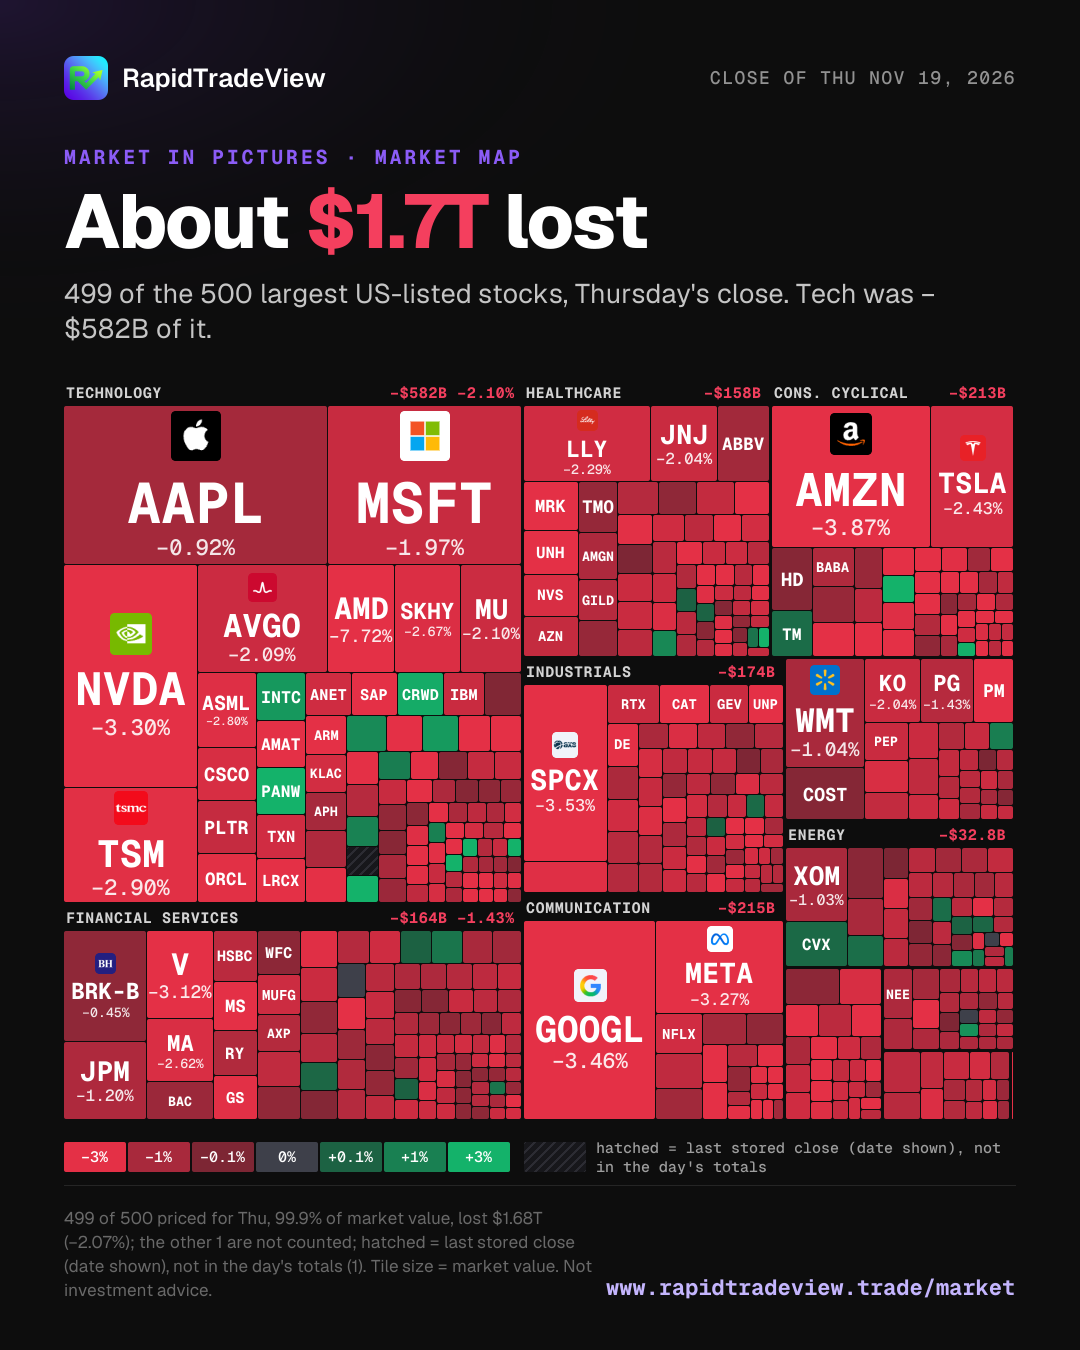 RapidTradeView
CLOSE OF THU NOV 19, 2026
MARKET IN PICTURES · MARKET MAP
About $1.7T lost
499 of the 500 largest US-listed stocks, Thursday's close. Tech was –
$582B of it.
TECHNOLOGY
–$582B –2.10%
HEALTHCARE
–$158B
CONS. CYCLICAL
–$213B
AAPL
–0.92%
MSFT
–1.97%
Lilly
LLY
–2.29%
JNJ
–2.04%
ABBV
a
AMZN
–3.87%
TSLA
–2.43%
MRK
TMO
UNH
AMGN
NVS
GILD
AZN
HD
BABA
TM
NVDA
–3.30%
AVGO
–2.09%
AMD
–7.72%
SKHY
–2.67%
MU
–2.10%
ASML
–2.80%
INTC
ANET
SAP
CRWD
IBM
AMAT
ARM
CSCO
KLAC
PANW
APH
PLTR
TXN
ORCL
LRCX
tsmc
TSM
–2.90%
INDUSTRIALS
–$174B
RTX
CAT
GEV
UNP
DE
SPCX
–3.53%
WMT
–1.04%
KO
–2.04%
PG
–1.43%
PM
PEP
COST
ENERGY
–$32.8B
XOM
–1.03%
CVX
FINANCIAL SERVICES
–$164B –1.43%
BH
BRK-B
–0.45%
V
–3.12%
HSBC
WFC
MS
MUFG
MA
–2.62%
RY
AXP
JPM
–1.20%
BAC
GS
COMMUNICATION
–$215B
G
GOOGL
–3.46%
META
–3.27%
NFLX
NEE
–3%
–1%
–0.1%
0%
+0.1%
+1%
+3%
hatched = last stored close (date shown), not
in the day's totals
499 of 500 priced for Thu, 99.9% of market value, lost $1.68T
(–2.07%); the other 1 are not counted; hatched = last stored close
(date shown), not in the day's totals (1). Tile size = market value. Not
investment advice.
www.rapidtradeview.trade/market